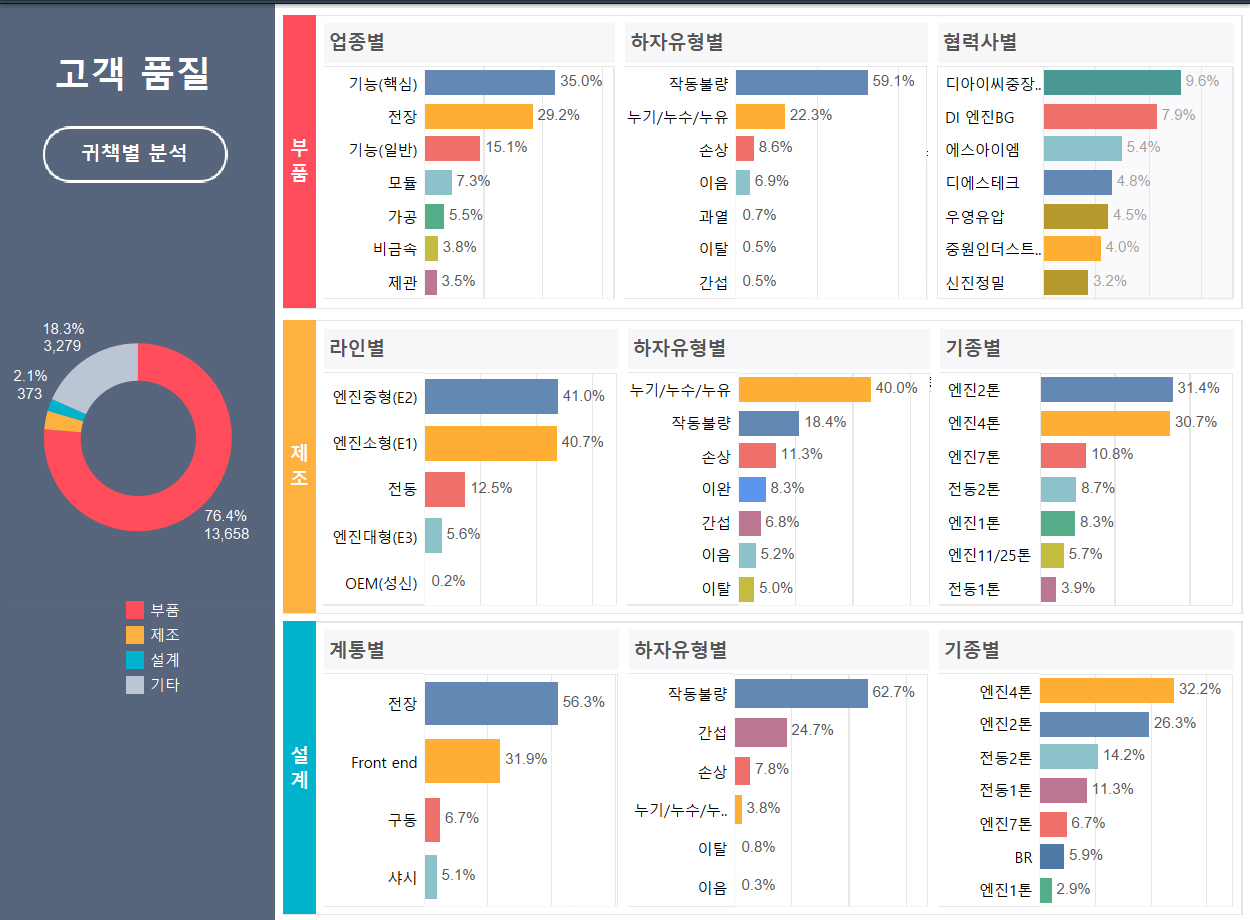 고객 품질
귀책별 분석
18.3%
3,279
2.1%
373
76.4%
13,658
부품
제조
설계
기타
부품
업종별
기능(핵심) 35.0%
전장 29.2%
기능(일반) 15.1%
모듈 7.3%
가공 5.5%
비금속 3.8%
제관 3.5%
하자유형별
작동불량 59.1%
누기/누수/누유 22.3%
손상 8.6%
이음 6.9%
과열 0.7%
이탈 0.5%
간섭 0.5%
협력사별
디아이씨중장.. 9.6%
DI 엔진BG 7.9%
에스아이엠 5.4%
디에스테크 4.8%
우영유압 4.5%
중원인더스트.. 4.0%
신진정밀 3.2%
제조
라인별
엔진중형(E2) 41.0%
엔진소형(E1) 40.7%
전동 12.5%
엔진대형(E3) 5.6%
OEM(성신) 0.2%
하자유형별
누기/누수/누유 40.0%
작동불량 18.4%
손상 11.3%
이완 8.3%
간섭 6.8%
이음 5.2%
이탈 5.0%
기종별
엔진2톤 31.4%
엔진4톤 30.7%
엔진7톤 10.8%
전동2톤 8.7%
엔진1톤 8.3%
엔진11/25톤 5.7%
전동1톤 3.9%
설계
계통별
전장 56.3%
Front end 31.9%
구동 6.7%
샤시 5.1%
하자유형별
작동불량 62.7%
간섭 24.7%
손상 7.8%
누기/누수/누.. 3.8%
이탈 0.8%
이음 0.3%
기종별
엔진4톤 32.2%
엔진2톤 26.3%
전동2톤 14.2%
전동1톤 11.3%
엔진7톤 6.7%
BR 5.9%
엔진1톤 2.9%